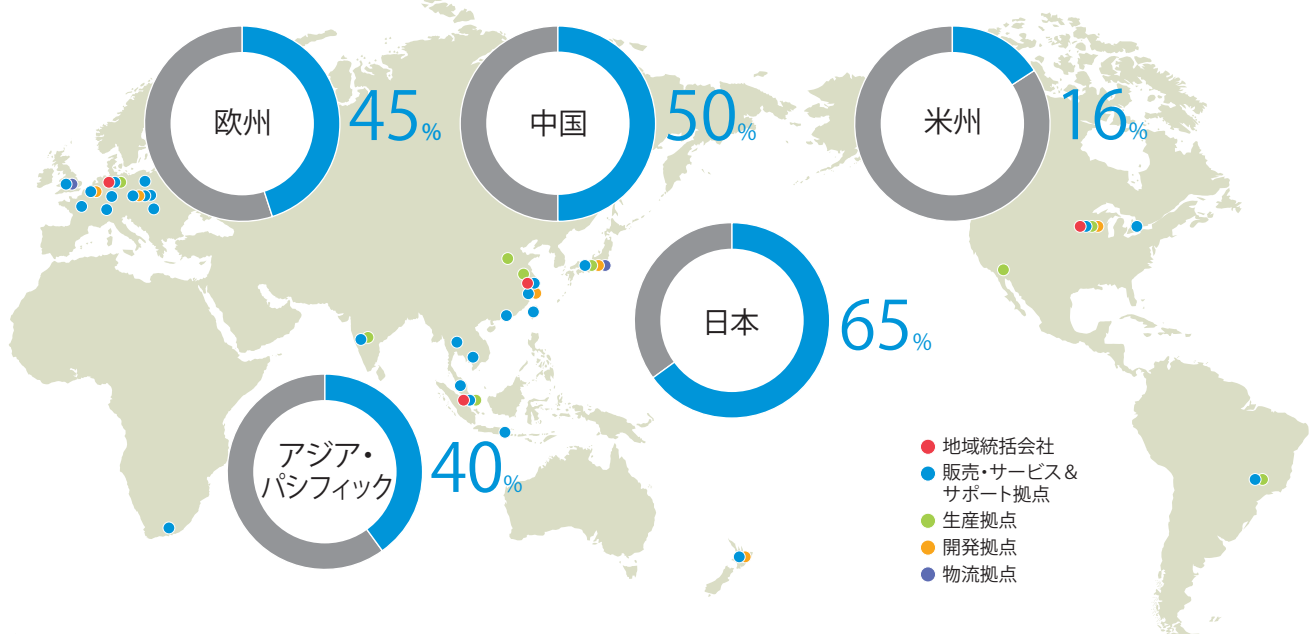 欧州
45%
中国
50%
米州
16%
日本
65%
アジア・
パシフィック
40%
地域統括会社
販売・サービス＆
サポート拠点
生産拠点
開発拠点
物流拠点